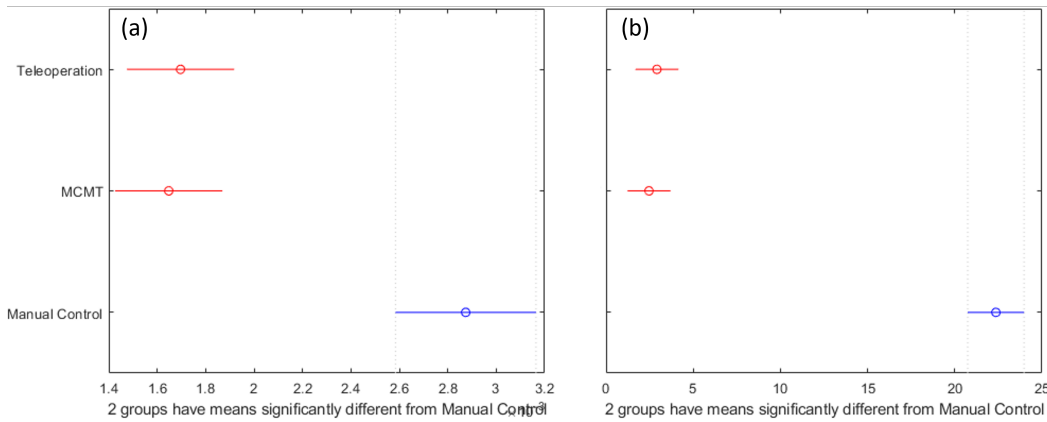 (a)
(b)
Teleoperation
MCMT
Manual Control
1.4 1.6 1.8 2 2.2 2.4 2.6 2.8 3 3.2
0 5 10 15 20 25
2 groups have means significantly different from Manual Control
2 groups have means significantly different from Manual Control